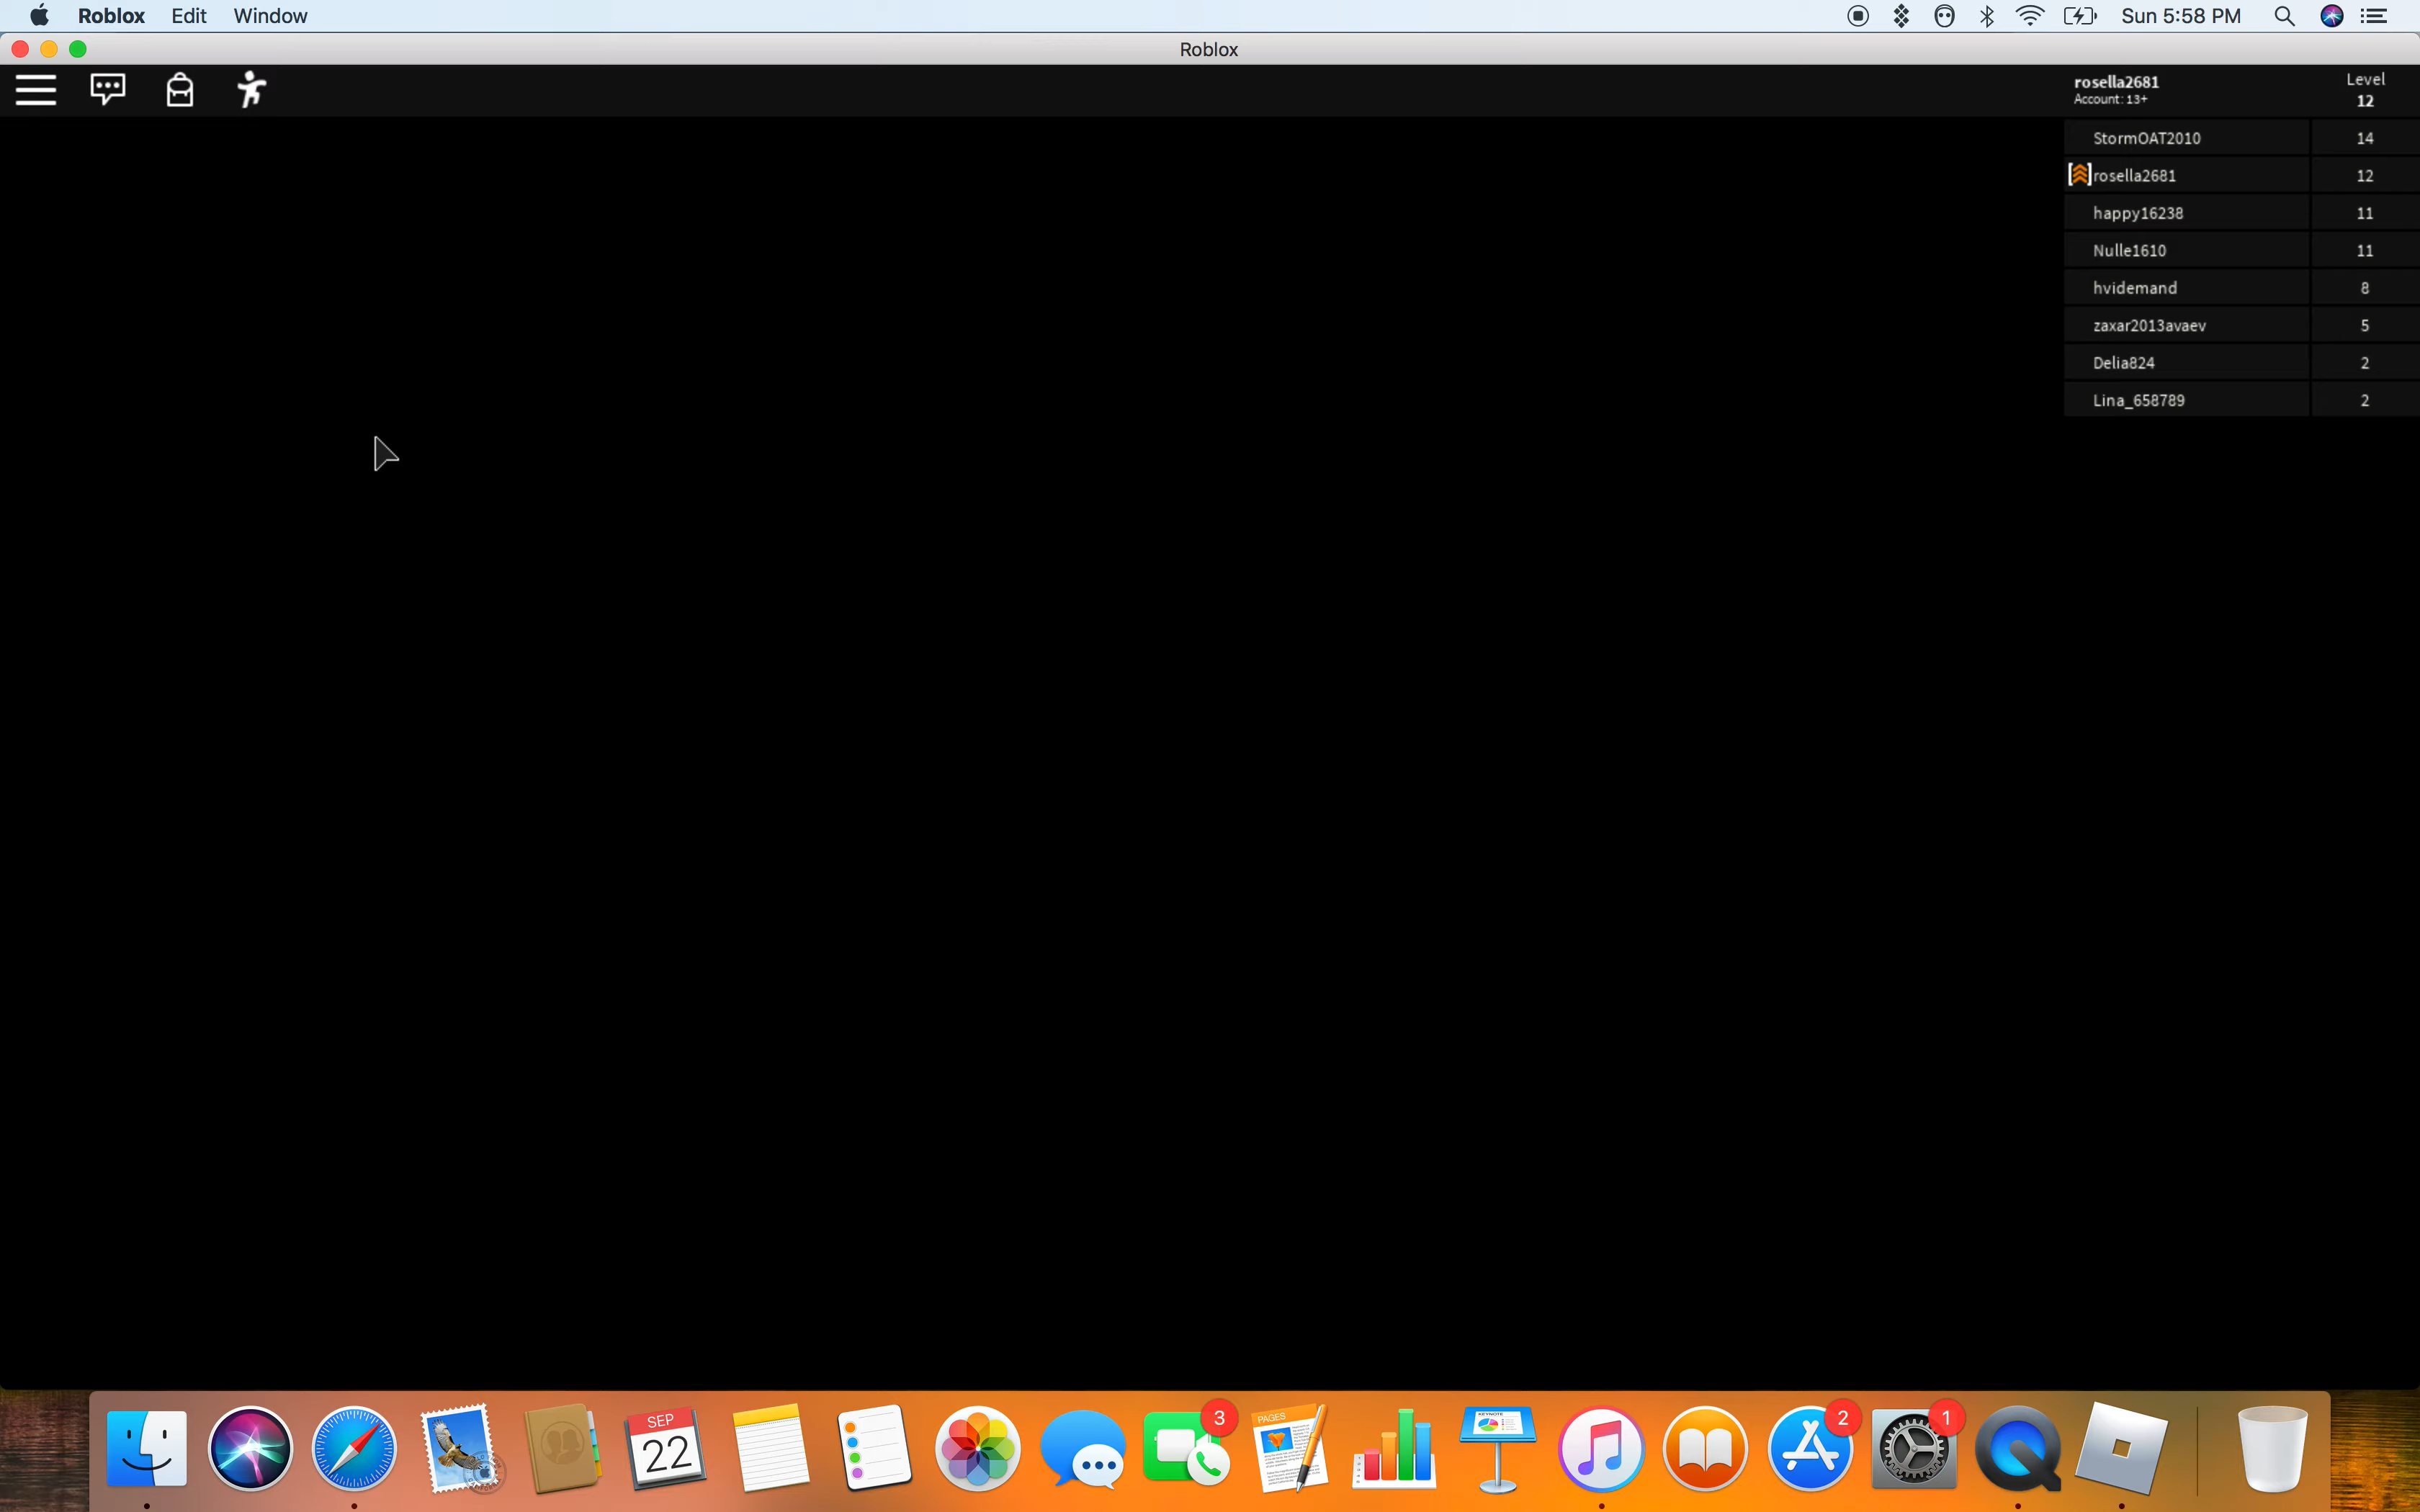 Roblox Edit Window Sun 5:58 PM
Roblox
rosella2681 Level
Account: 13+ 12
StormOAT2010 14
rosella2681 12
happy16238 11
Nulle1610 11
hvidemand 8
zaxar2013avaev 5
Delia824 2
Lina_658789 2
SEP
22
3
PAGES
KEYNOTE
2
1